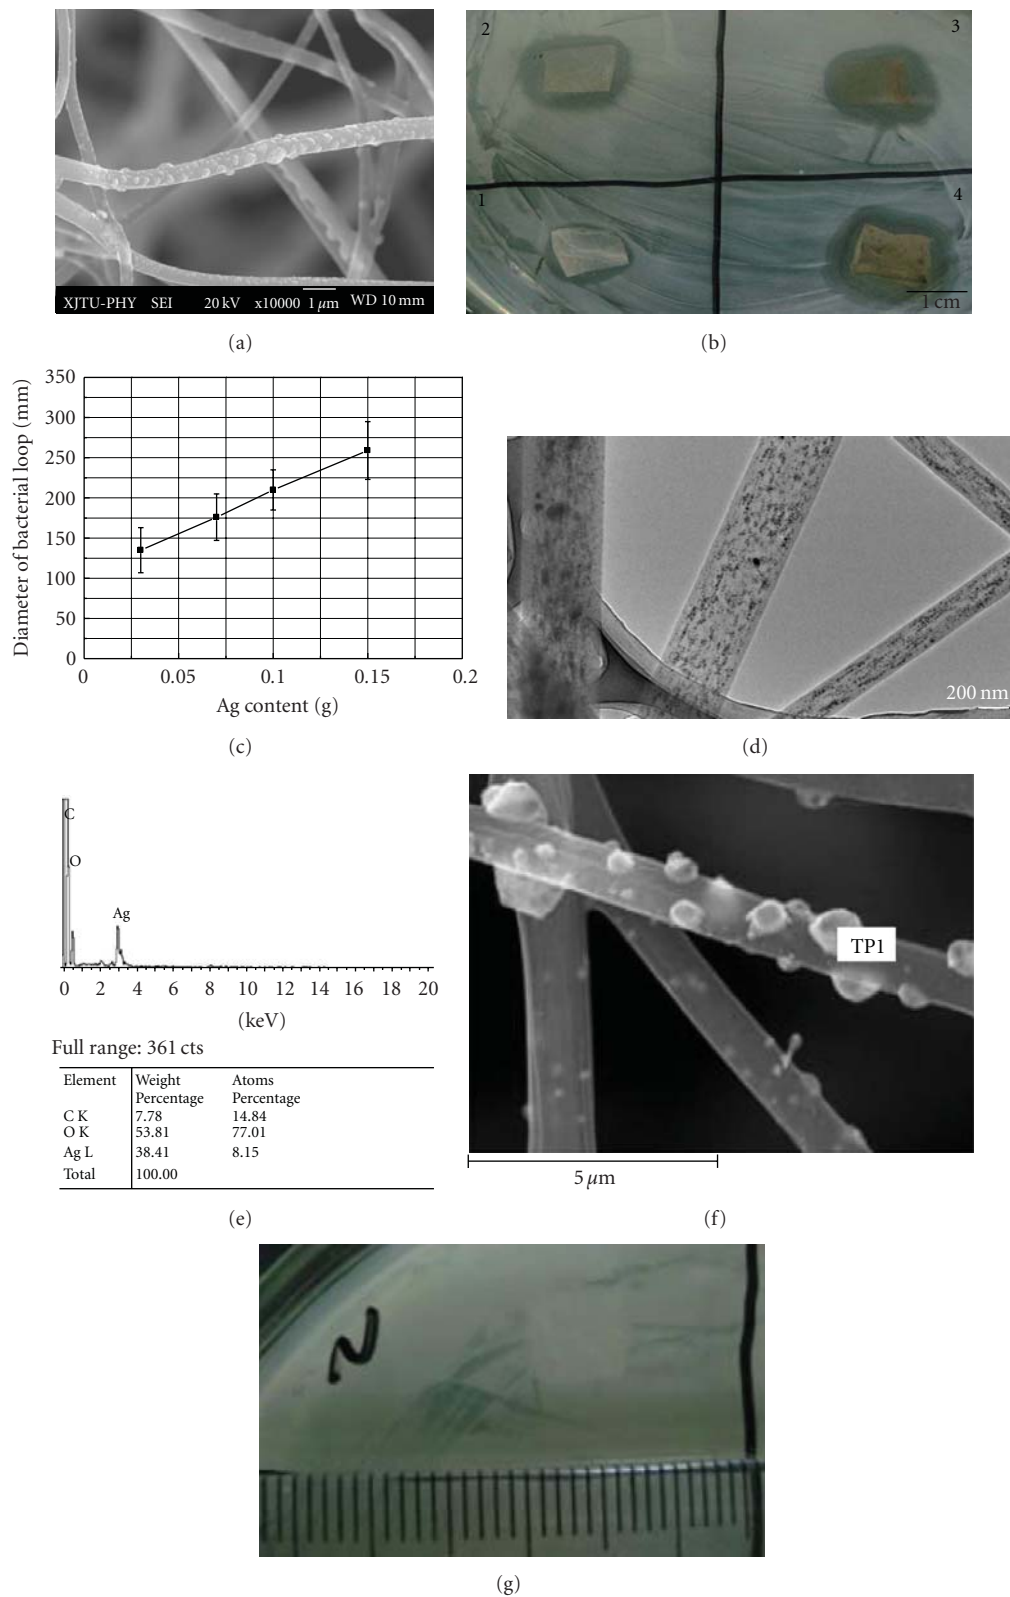 XJTU-PHY SEI 20 kV x10000 1 μm WD 10 mm
(a)
2 3
1 4
1 cm
(b)
350
300
250
200
150
100
50
0
Diameter of bacterial loop (mm)
0 0.05 0.1 0.15 0.2
Ag content (g)
(c)
200 nm
(d)
C
O
Ag
0 2 4 6 8 10 12 14 16 18 20
(keV)
Full range: 361 cts
Element Weight Percentage Atoms Percentage
C K 7.78 14.84
O K 53.81 77.01
Ag L 38.41 8.15
Total 100.00
(e)
TP1
5 μm
(f)
2
(g)